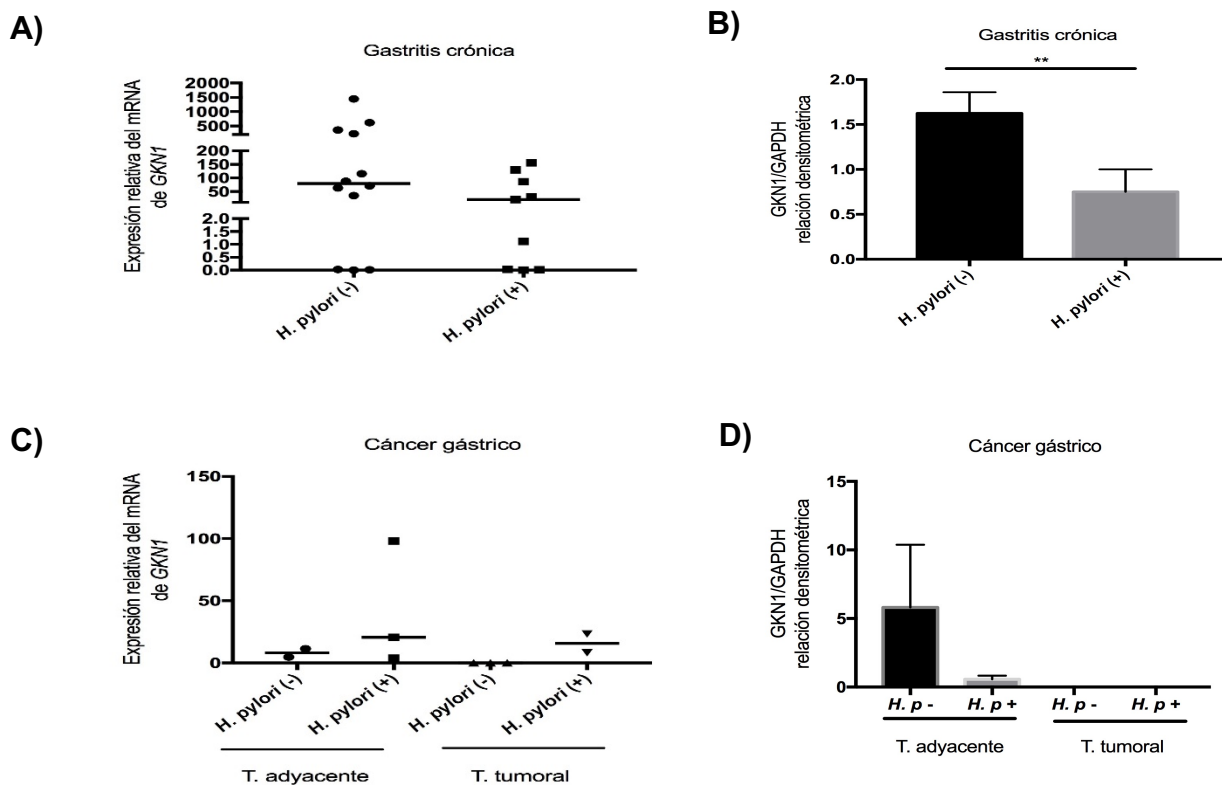 A)
Gastritis crónica
Expresión relativa del mRNA
de GKN1
2000
1500
1000
500
200
150
100
50
2.0
1.5
1.0
0.5
0.0
H. pylori (-)
H. pylori (+)
B)
Gastritis crónica
**
GKN1/GAPDH
relación densitométrica
2.0
1.5
1.0
0.5
0.0
H. pylori (-)
H. pylori (+)
C)
Cáncer gástrico
Expresión relativa del mRNA
de GKN1
150
100
50
0
H. pylori (-)
H. pylori (+)
H. pylori (-)
H. pylori (+)
T. adyacente
T. tumoral
D)
Cáncer gástrico
GKN1/GAPDH
relación densitométrica
15
10
5
0
H. p - H. p + H. p - H. p +
T. adyacente
T. tumoral